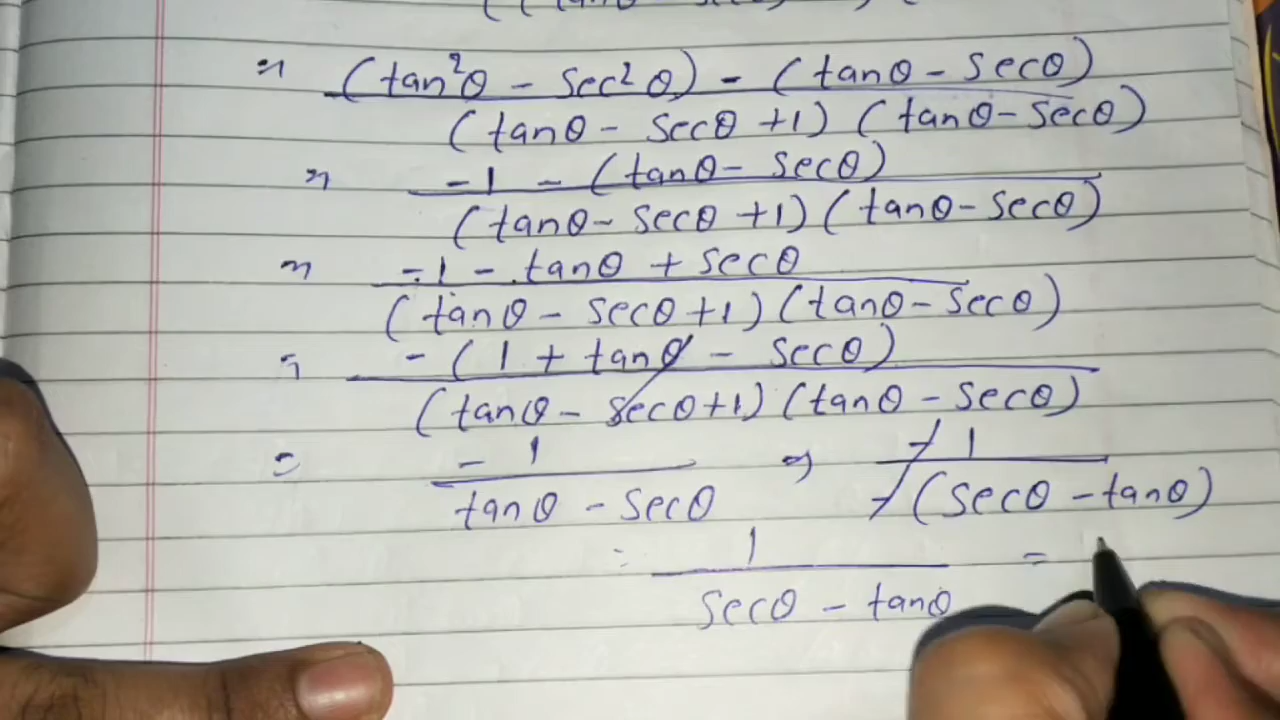 ⇒ (tan²θ - sec²θ) - (tanθ - secθ)
(tanθ - secθ +1) (tanθ - secθ)
⇒ -1 - (tanθ - secθ)
(tanθ - secθ +1) (tanθ - secθ)
⇒ -1 - tanθ + secθ
(tanθ - secθ +1) (tanθ - secθ)
= - (1 + tanθ - secθ)
(tanθ - secθ+1) (tanθ - secθ)
= -1 ⇒ -1
tanθ - secθ -(secθ - tanθ)
= 1 =
secθ - tanθ